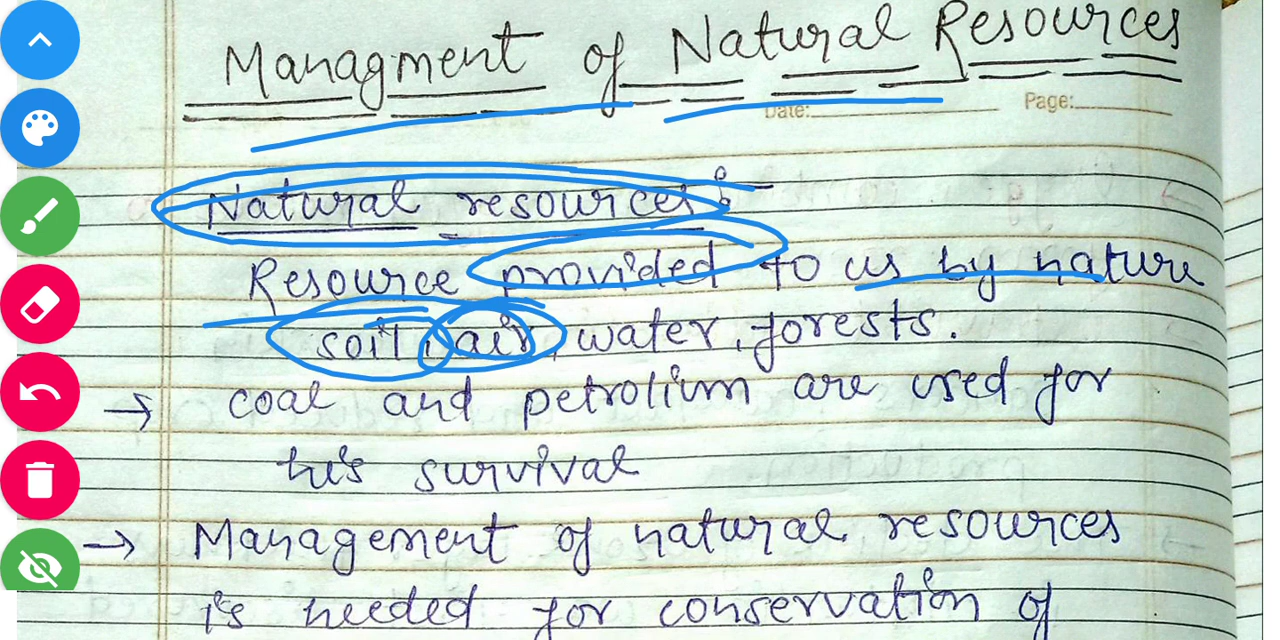 Managment of Natural Resources
Date: Page:
Natural resources :-
Resource provided to us by nature
soil, air, water, forests.
→ coal and petrolium are used for
his survival
→ Management of natural resources
is needed for conservation of